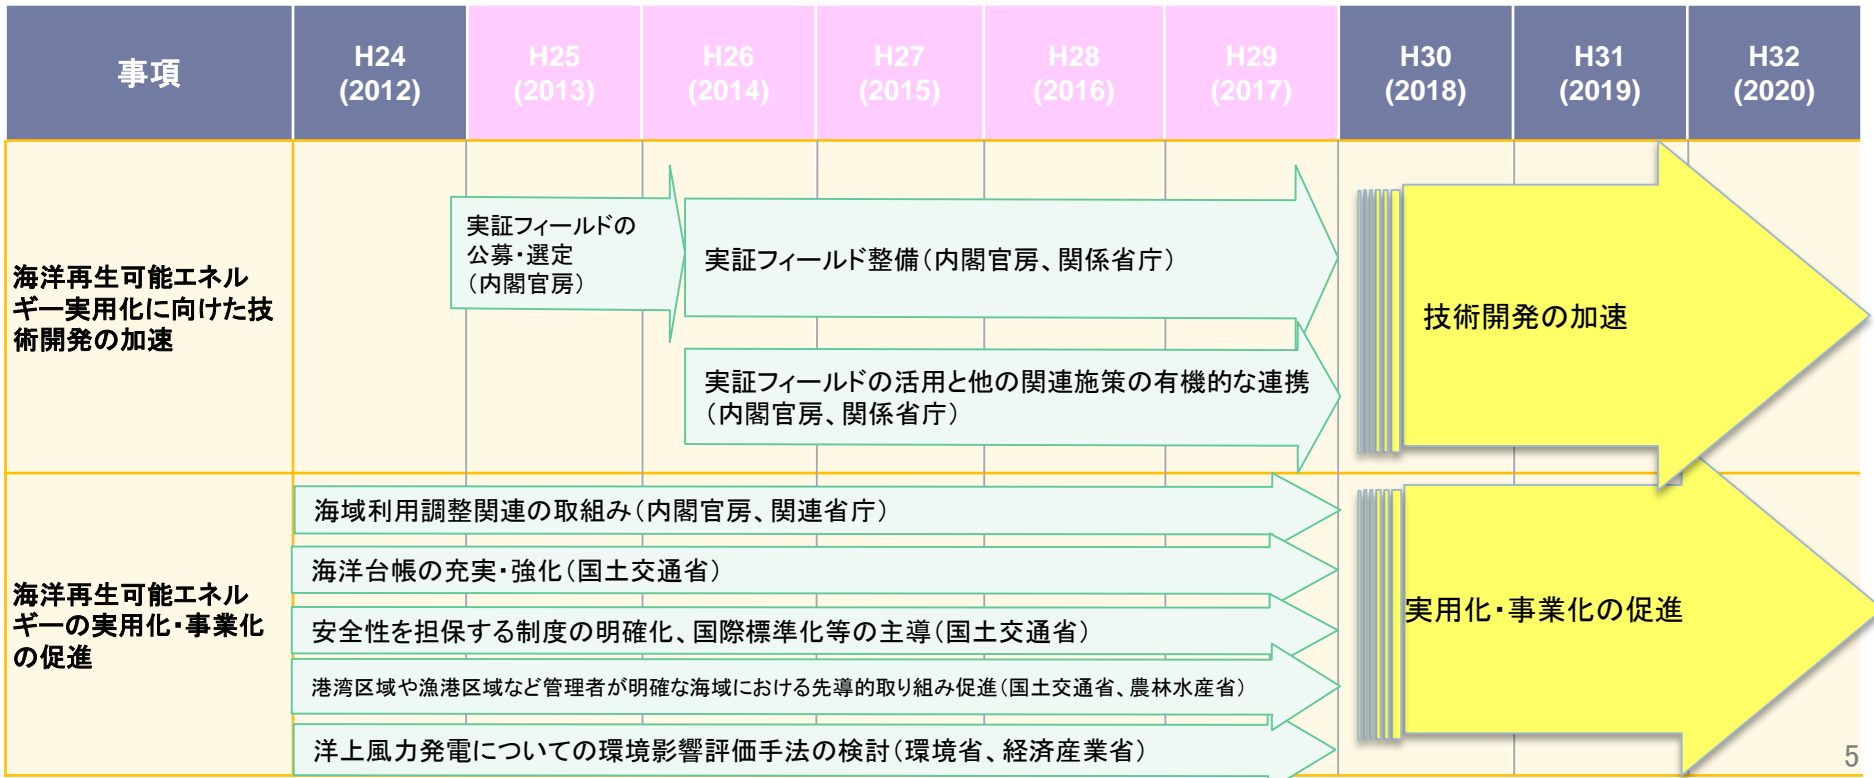 事項
H24
(2012)
H25
(2013)
H26
(2014)
H27
(2015)
H28
(2016)
H29
(2017)
H30
(2018)
H31
(2019)
H32
(2020)
海洋再生可能エネル
ギー実用化に向けた技
術開発の加速
実証フィールドの
公募・選定
（内閣官房）
実証フィールド整備（内閣官房、関係省庁）
実証フィールドの活用と他の関連施策の有機的な連携
（内閣官房、関係省庁）
技術開発の加速
海洋再生可能エネル
ギーの実用化・事業化
の促進
海域利用調整関連の取組み（内閣官房、関連省庁）
海洋台帳の充実・強化（国土交通省）
安全性を担保する制度の明確化、国際標準化等の主導（国土交通省）
港湾区域や漁港区域など管理者が明確な海域における先導的取り組み促進（国土交通省、農林水産省）
洋上風力発電についての環境影響評価手法の検討（環境省、経済産業省）
実用化・事業化の促進
5